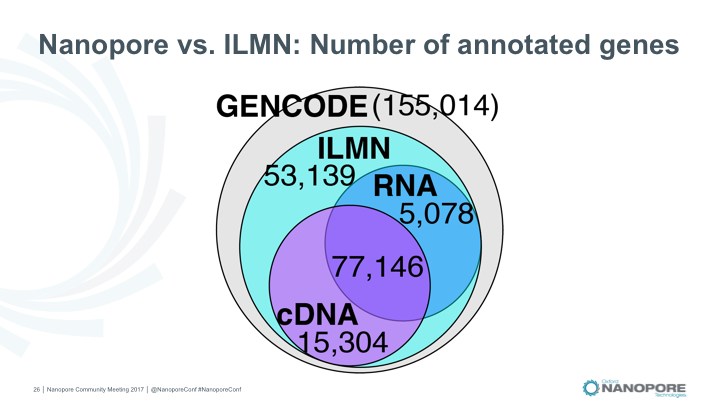 Nanopore vs. ILMN: Number of annotated genes
GENCODE (155,014)
ILMN
53,139
RNA
5,078
77,146
cDNA
15,304
26 | Nanopore Community Meeting 2017 | @NanoporeConf #NanoporeConf
Oxford
NANOPORE
Technologies